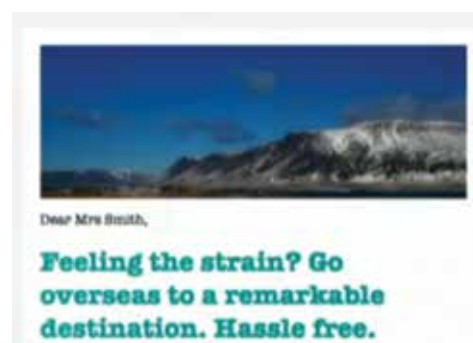 Dear Mrs Smith,
Feeling the strain? Go
overseas to a remarkable
destination. Hassle free.